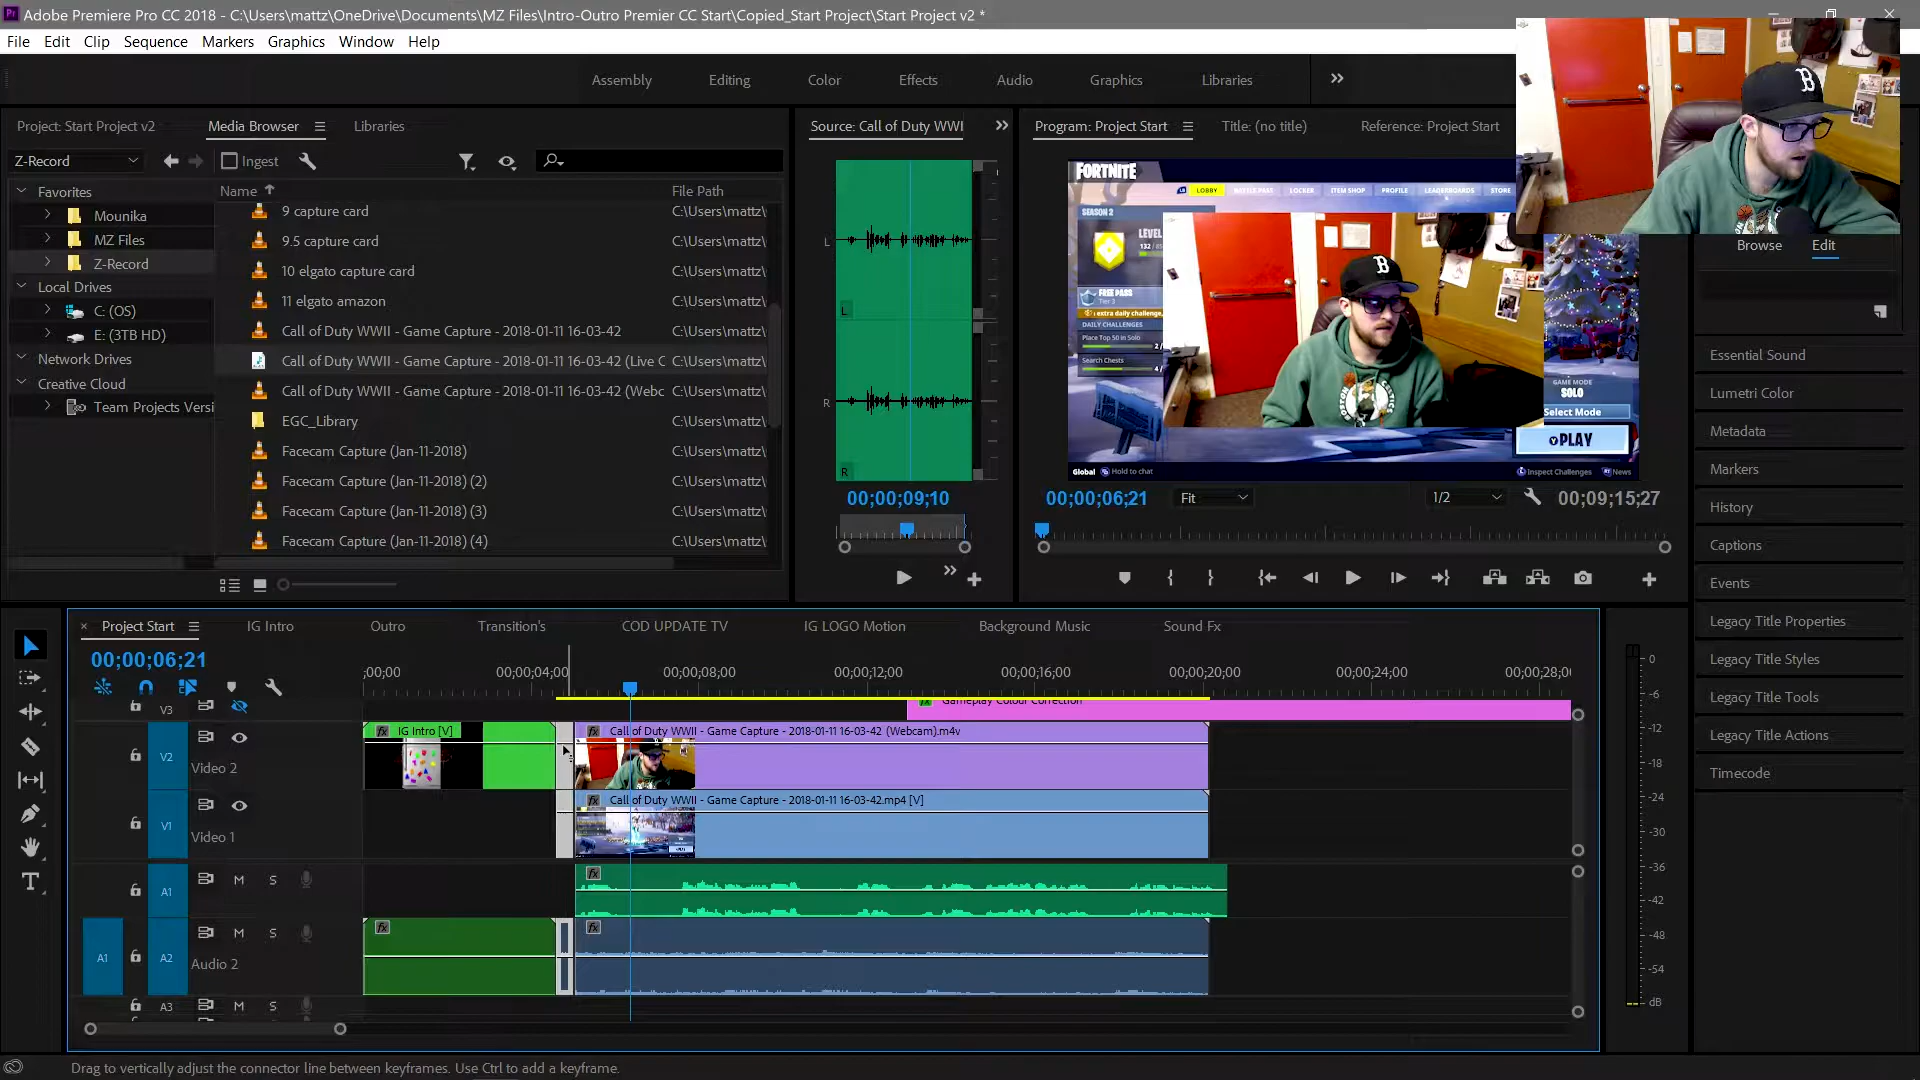 Adobe Premiere Pro CC 2018 - C:\Users\mattz\OneDrive\Documents\MZ Files\Intro-Outro Premier CC Start\Copied_Start Project\Start Project v2 *
File Edit Clip Sequence Markers Graphics Window Help
Assembly Editing Color Effects Audio Graphics Libraries
Project: Start Project v2 Media Browser Libraries
Source: Call of Duty WWI
Program: Project Start Title: (no title) Reference: Project Start
Z-Record Ingest
Name File Path
Favorites
Mounika
MZ Files
Z-Record
Local Drives
C: (OS)
E: (3TB HD)
Network Drives
Creative Cloud
Team Projects Versi
9 capture card C:\Users\mattz\
9.5 capture card C:\Users\mattz\
10 elgato capture card C:\Users\mattz\
11 elgato amazon C:\Users\mattz\
Call of Duty WWII - Game Capture - 2018-01-11 16-03-42 C:\Users\mattz\
Call of Duty WWII - Game Capture - 2018-01-11 16-03-42 (Live C C:\Users\mattz\
Call of Duty WWII - Game Capture - 2018-01-11 16-03-42 (Webc C:\Users\mattz\
EGC_Library C:\Users\mattz\
Facecam Capture (Jan-11-2018) C:\Users\mattz\
Facecam Capture (Jan-11-2018) (2) C:\Users\mattz\
Facecam Capture (Jan-11-2018) (3) C:\Users\mattz\
Facecam Capture (Jan-11-2018) (4) C:\Users\mattz\
L
L
R
R
00;00;09;10
FORTNITE
LOBBY BATTLE PASS LOCKER ITEM SHOP PROFILE LEADERBOARDS STORE
SEASON 2
LEVEL
FREE PASS
Tier 3
extra daily challenge,
DAILY CHALLENGES
Place Top 50 in Solo
Search Chests
B
GAME MODE
SOLO
Select Mode
PLAY
Global Hold to chat
Inspect Challenges News
00;00;06;21 Fit 1/2 00;09;15;27
B
Browse Edit
Essential Sound
Lumetri Color
Metadata
Markers
History
Captions
Events
Legacy Title Properties
Legacy Title Styles
Legacy Title Tools
Legacy Title Actions
Timecode
Project Start IG Intro Outro Transition's COD UPDATE TV IG LOGO Motion Background Music Sound Fx
00;00;06;21
;00;00 00;00;04;00 00;00;08;00 00;00;12;00 00;00;16;00 00;00;20;00 00;00;24;00 00;00;28;0
V3
Gameplay Colour Correction
V2 Video 2
IG Intro [V]
Call of Duty WWII - Game Capture - 2018-01-11 16-03-42 (Webcam).m4v
V1 Video 1
Call of Duty WWII - Game Capture - 2018-01-11 16-03-42.mp4 [V]
A1 M S
A1 A2 M S
Audio 2
A3 M S
0
-6
-12
-18
-24
-30
-36
-42
-48
-54
dB
Drag to vertically adjust the connector line between keyframes. Use Ctrl to add a keyframe.